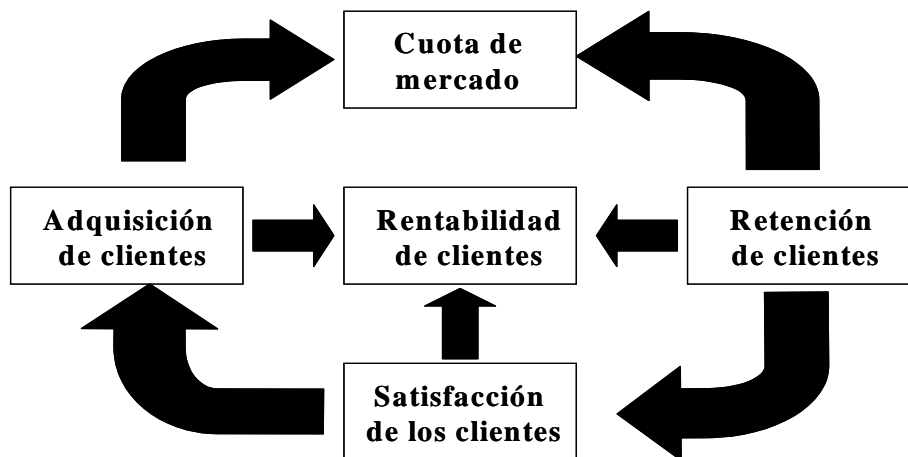 Cuota de
mercado
Adquisición
de clientes
Rentabilidad
de clientes
Retención
de clientes
Satisfacción
de los clientes